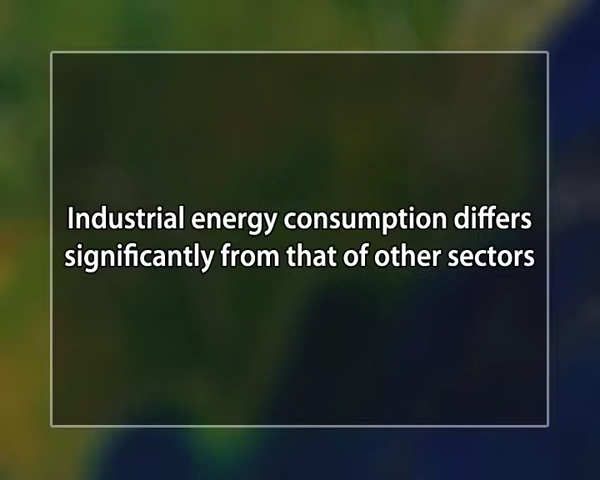 Industrial energy consumption differs
significantly from that of other sectors